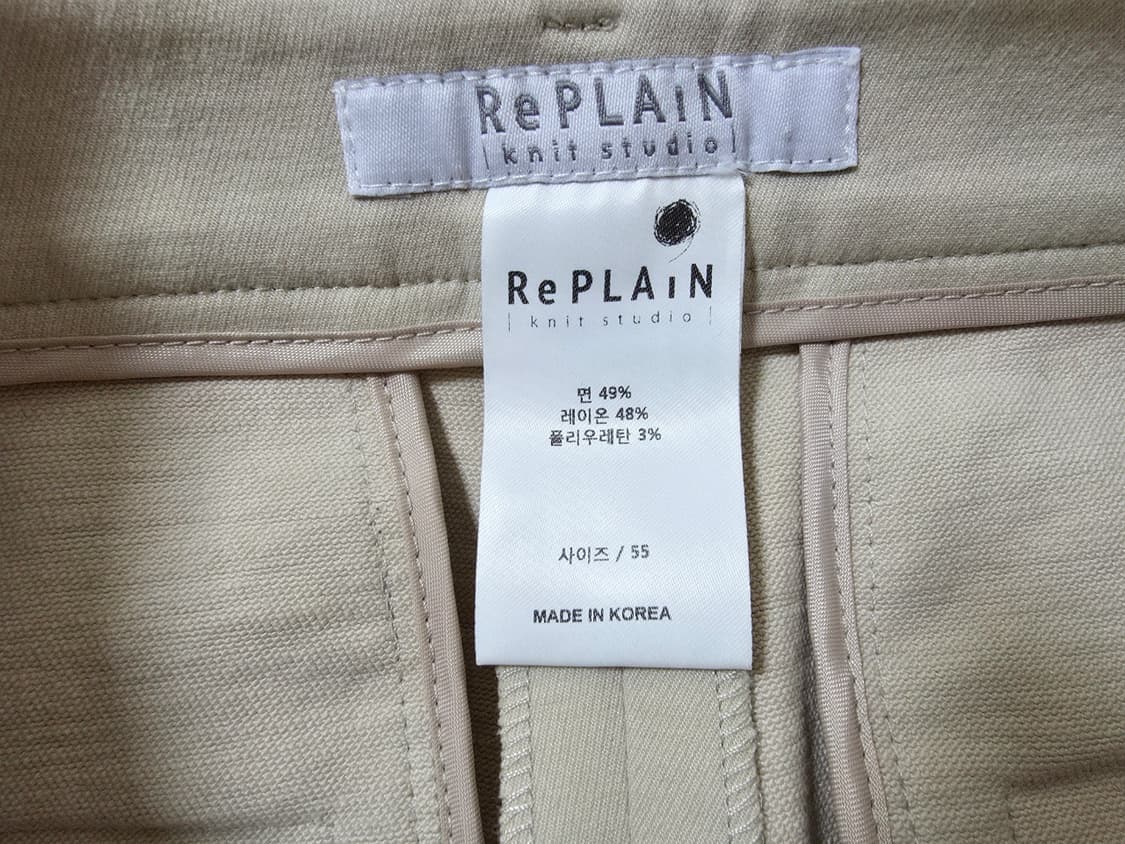 RePLAiN
| knit studio |
RePLAiN
| knit studio |
면 49%
레이온 48%
폴리우레탄 3%
사이즈 / 55
MADE IN KOREA